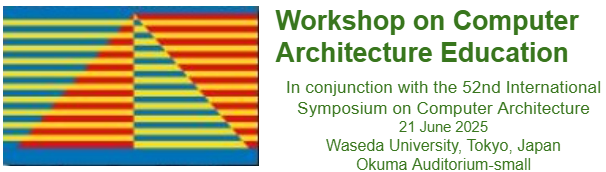 Workshop on Computer
Architecture Education
In conjunction with the 52nd International
Symposium on Computer Architecture
21 June 2025
Waseda University, Tokyo, Japan
Okuma Auditorium-small